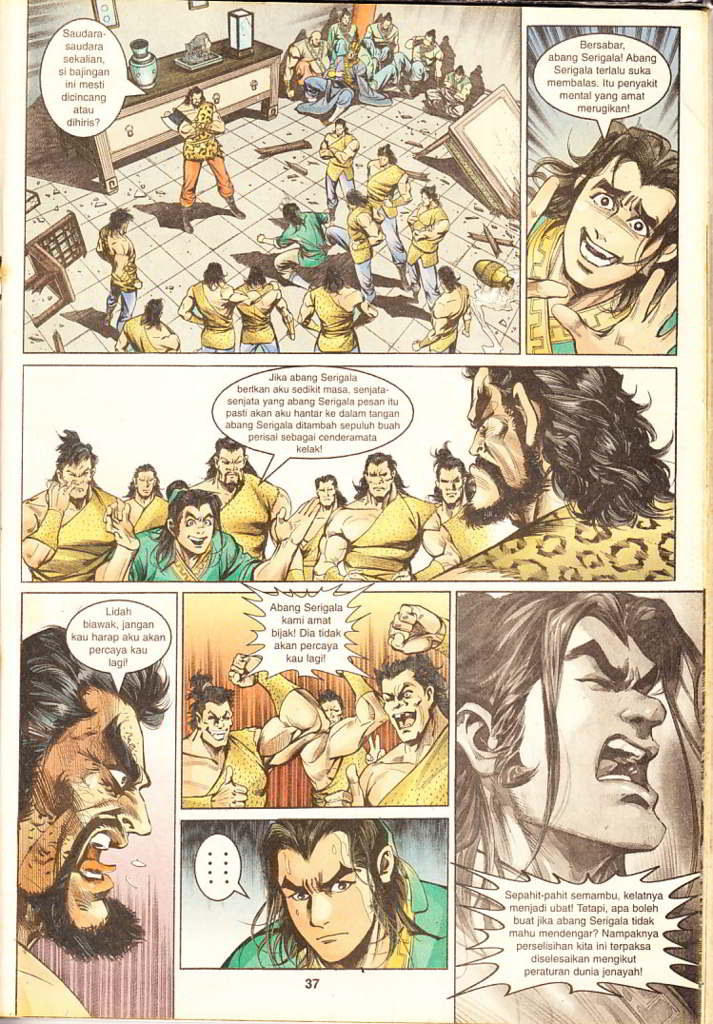 Saudara-
saudara
sekalian,
si bajingan
ini mesti
dicincang
atau
dihiris?
Bersabar,
abang Serigala! Abang
Serigala terlalu suka
membalas. Itu penyakit
mental yang amat
merugikan!
Jika abang Serigala
berikan aku sedikit masa, senjata-
senjata yang abang Serigala pesan itu
pasti akan aku hantar ke dalam tangan
abang Serigala ditambah sepuluh buah
perisai sebagai cenderamata
kelak!
Lidah
biawak, jangan
kau harap aku akan
percaya kau
lagi!
Abang Serigala
kami amat
bijak! Dia tidak
akan percaya
kau lagi!
Sepahit-pahit semambu, kelatnya
menjadi ubat! Tetapi, apa boleh
buat jika abang Serigala tidak
mahu mendengar? Nampaknya
perselisihan kita ini terpaksa
diselesaikan mengikut
peraturan dunia jenayah!
37